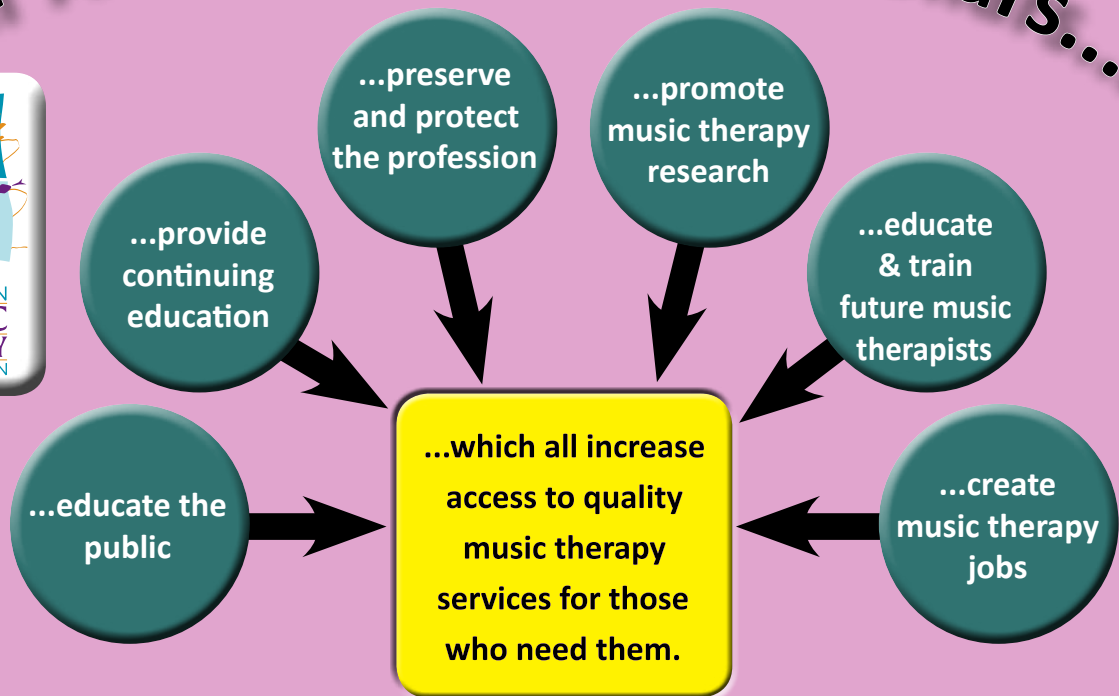 ...preserve
and protect
the profession
...promote
music therapy
research
...provide
continuing
education
...educate
& train
future music
therapists
...educate the
public
...create
music therapy
jobs
...which all increase
access to quality
music therapy
services for those
who need them.